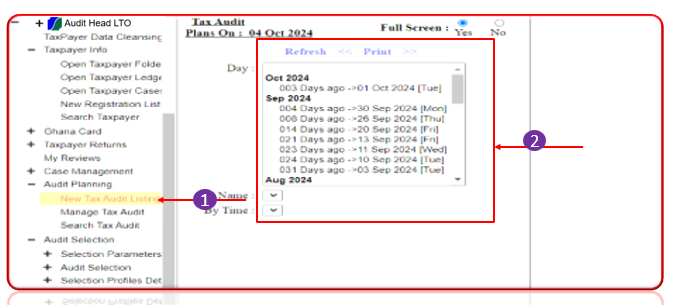 Audit Head LTO
TaxPayer Data Cleansing
Taxpayer Info
Open Taxpayer Folde
Open Taxpayer Ledge
Open Taxpayer Case
New Registration List
Search Taxpayer
Ghana Card
Taxpayer Returns
My Reviews
Case Management
Audit Planning
New Tax Audit Listing
Manage Tax Audit
Search Tax Audit
Audit Selection
Selection Parameters
Audit Selection
Selection Profiles Det
Tax Audit
Plans On : 04 Oct 2024
Full Screen : Yes No
Refresh << Print >>
Day :
Oct 2024
003 Days ago ->01 Oct 2024 [Tue]
Sep 2024
004 Days ago ->30 Sep 2024 [Mon]
008 Days ago ->26 Sep 2024 [Thu]
014 Days ago ->20 Sep 2024 [Fri]
021 Days ago ->13 Sep 2024 [Fri]
023 Days ago ->11 Sep 2024 [Wed]
024 Days ago ->10 Sep 2024 [Tue]
031 Days ago ->03 Sep 2024 [Tue]
Aug 2024
Name :
By Time :
1
2